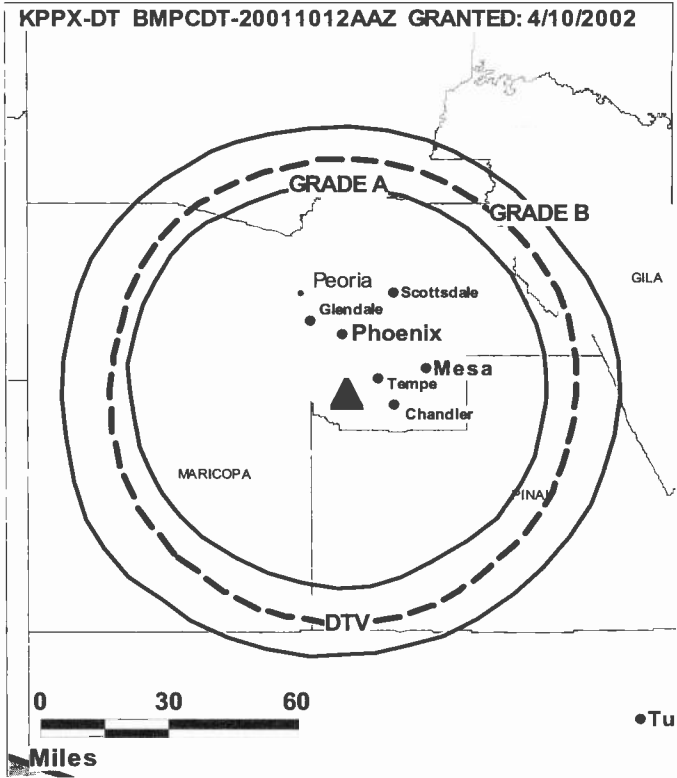 KPPX-DT BMPCDT-20011012AAZ GRANTED: 4/10/2002
GRADE A
GRADE B
GILA
Peoria
Scottsdale
Glendale
Phoenix
Mesa
Tempe
Chandler
MARICOPA
PINAL
DTV
0 30 60
Miles
Tu